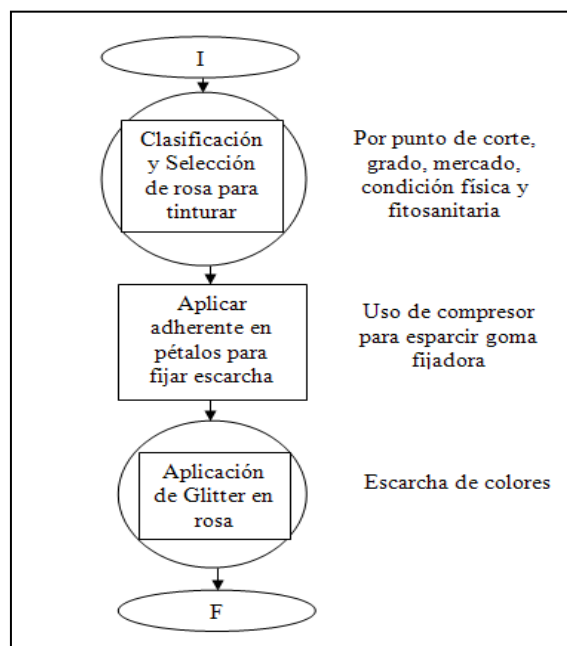 I
Clasificación
y Selección
de rosa para
tinturar
Por punto de corte,
grado, mercado,
condición física y
fitosanitaria
Aplicar
adherente en
pétalos para
fijar escarcha
Uso de compresor
para esparcir goma
fijadora
Aplicación
de Glitter en
rosa
Escarcha de colores
F